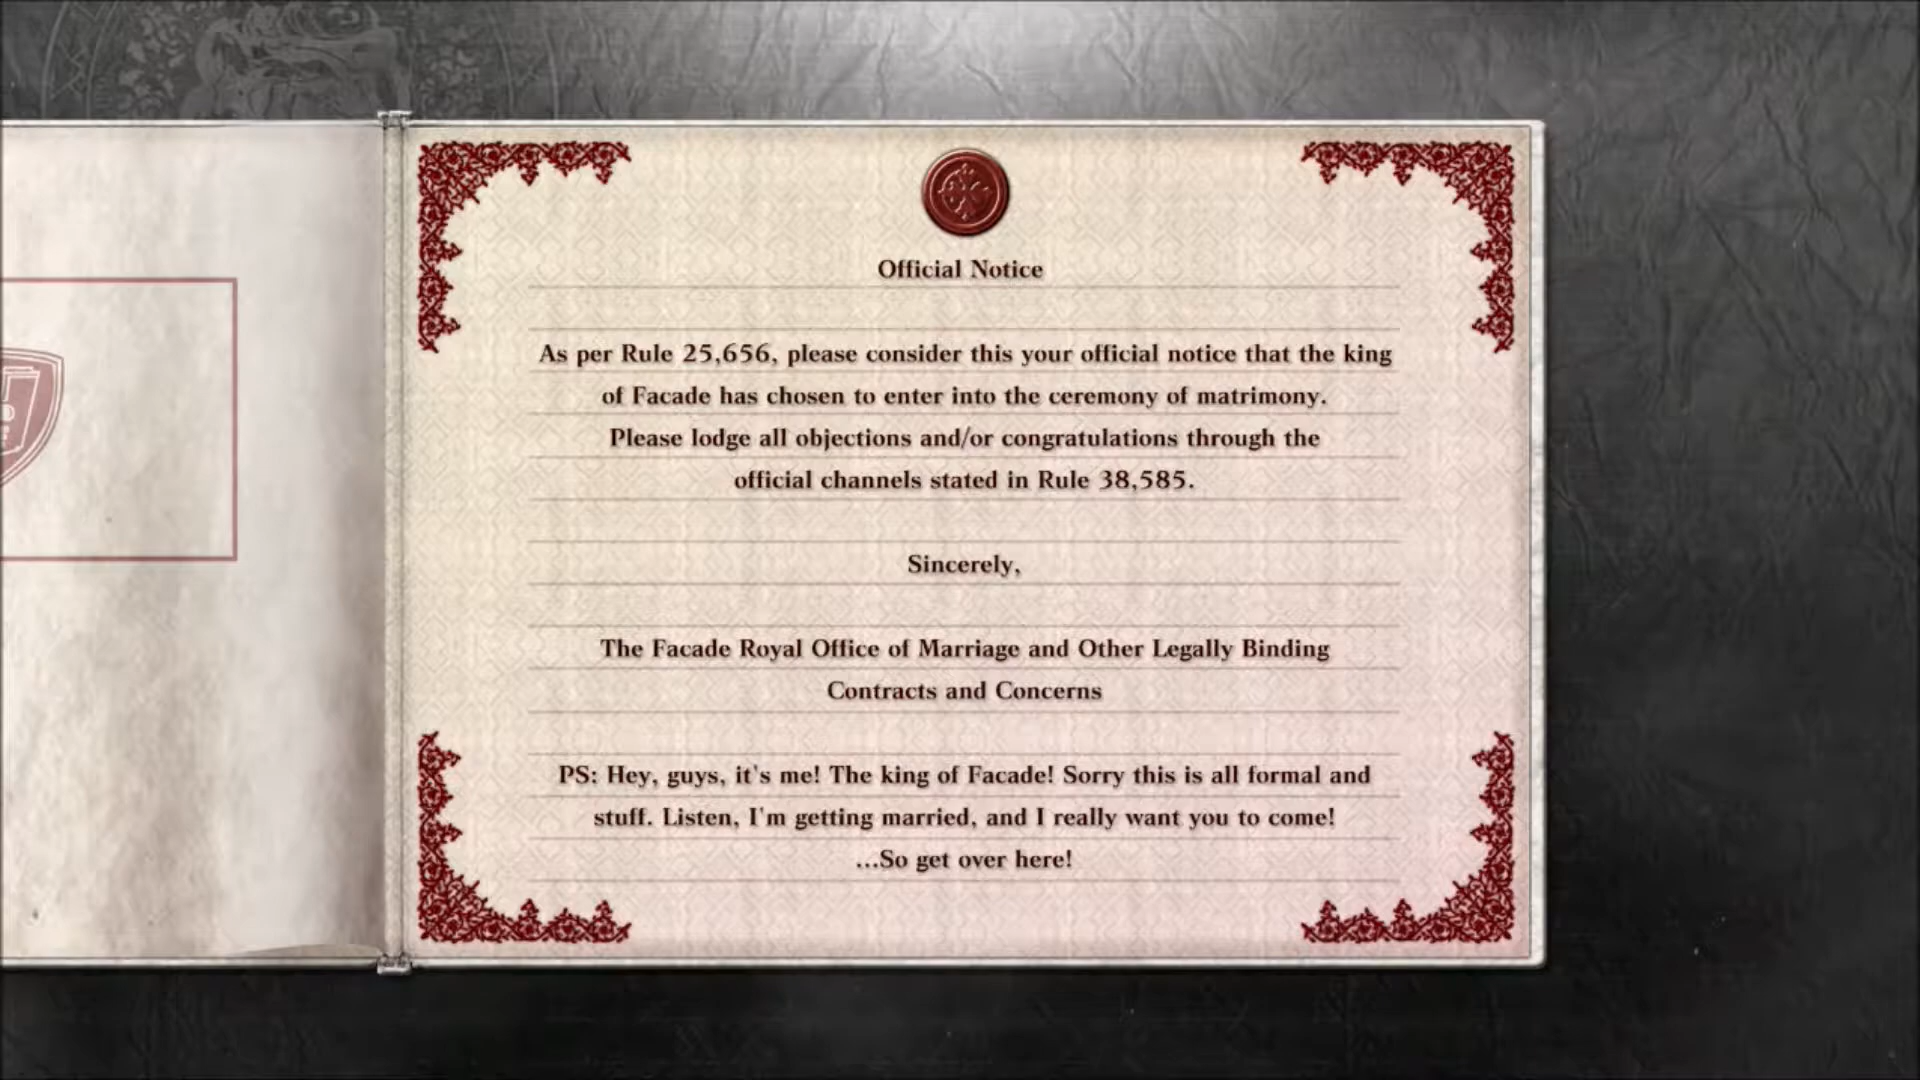 Official Notice
As per Rule 25,656, please consider this your official notice that the king
of Facade has chosen to enter into the ceremony of matrimony.
Please lodge all objections and/or congratulations through the
official channels stated in Rule 38,585.
Sincerely,
The Facade Royal Office of Marriage and Other Legally Binding
Contracts and Concerns
PS: Hey, guys, it's me! The king of Facade! Sorry this is all formal and
stuff. Listen, I'm getting married, and I really want you to come!
...So get over here!